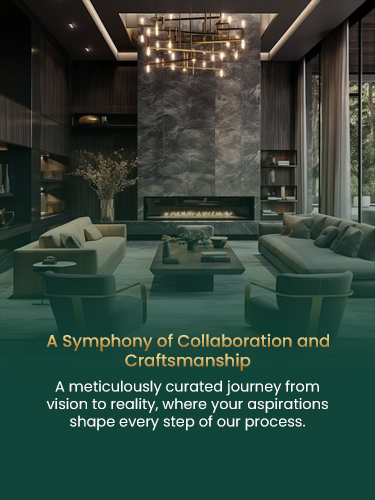 A Symphony of Collaboration and
Craftsmanship
A meticulously curated journey from
vision to reality, where your aspirations
shape every step of our process.